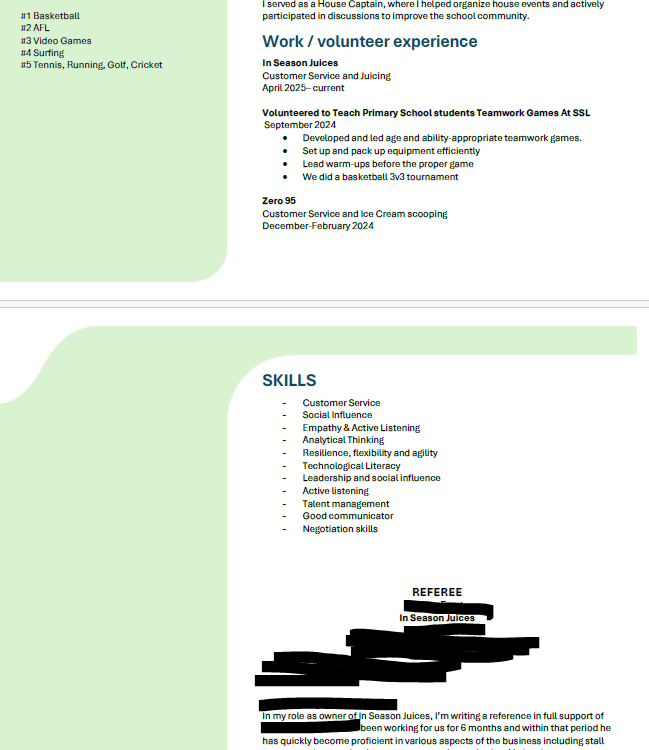 #1 Basketball
#2 AFL
#3 Video Games
#4 Surfing
#5 Tennis, Running, Golf, Cricket
I served as a House Captain, where I helped organize house events and actively
participated in discussions to improve the school community.
Work / volunteer experience
In Season Juices
Customer Service and Juicing
April 2025– current
Volunteered to Teach Primary School students Teamwork Games At SSL
September 2024
• Developed and led age and ability-appropriate teamwork games.
• Set up and pack up equipment efficiently
• Lead warm-ups before the proper game
• We did a basketball 3v3 tournament
Zero 95
Customer Service and Ice Cream scooping
December-February 2024
SKILLS
- Customer Service
- Social Influence
- Empathy & Active Listening
- Analytical Thinking
- Resilience, flexibility and agility
- Technological Literacy
- Leadership and social influence
- Active listening
- Talent management
- Good communicator
- Negotiation skills
REFEREE
In Season Juices
In my role as owner of In Season Juices, I'm writing a reference in full support of
been working for us for 6 months and within that period he
has quickly become proficient in various aspects of the business including stall